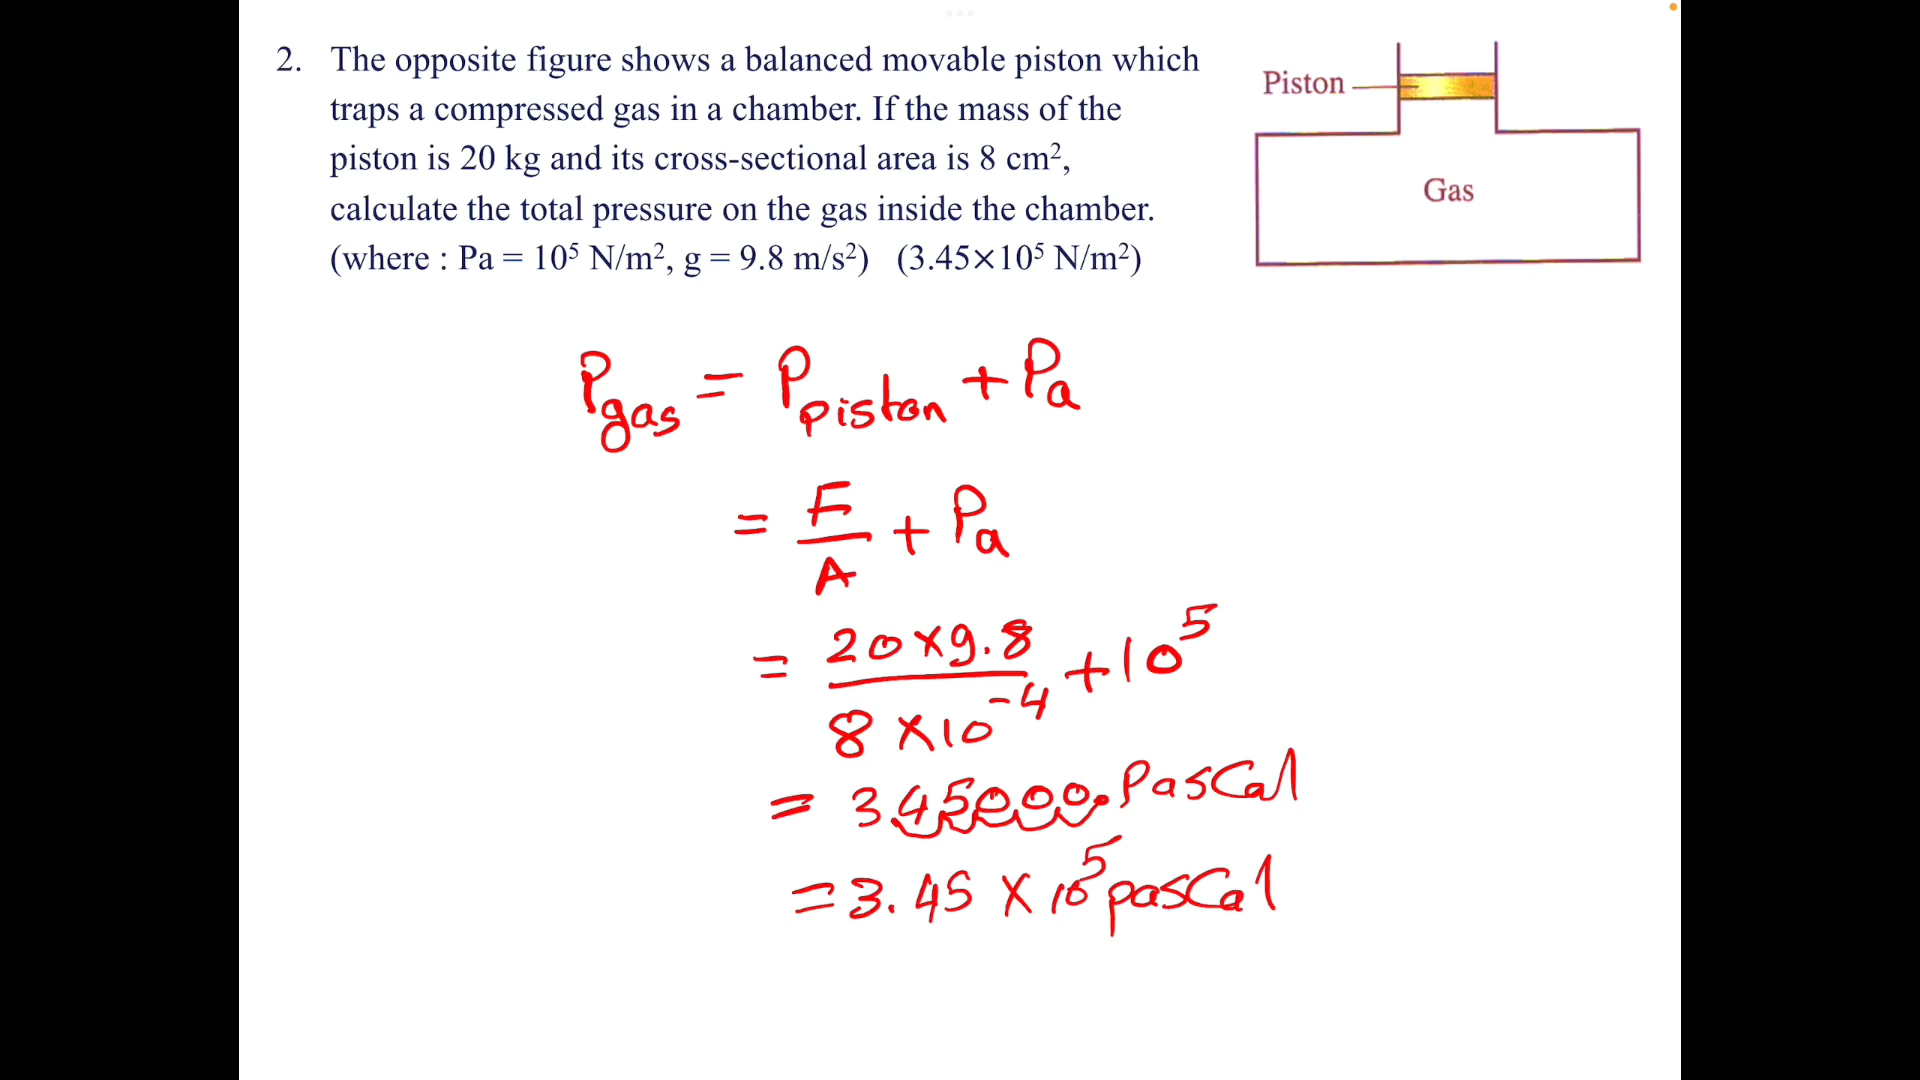 2. The opposite figure shows a balanced movable piston which
traps a compressed gas in a chamber. If the mass of the
piston is 20 kg and its cross-sectional area is 8 cm²,
calculate the total pressure on the gas inside the chamber.
(where : Pa = 10⁵ N/m², g = 9.8 m/s²) (3.45×10⁵ N/m²)
Piston
Gas
P gas = P piston + Pa
= F/A + Pa
= 20×9.8 / 8×10⁻⁴ + 10⁵
= 345000. Pascal
= 3.45 × 10⁵ pascal